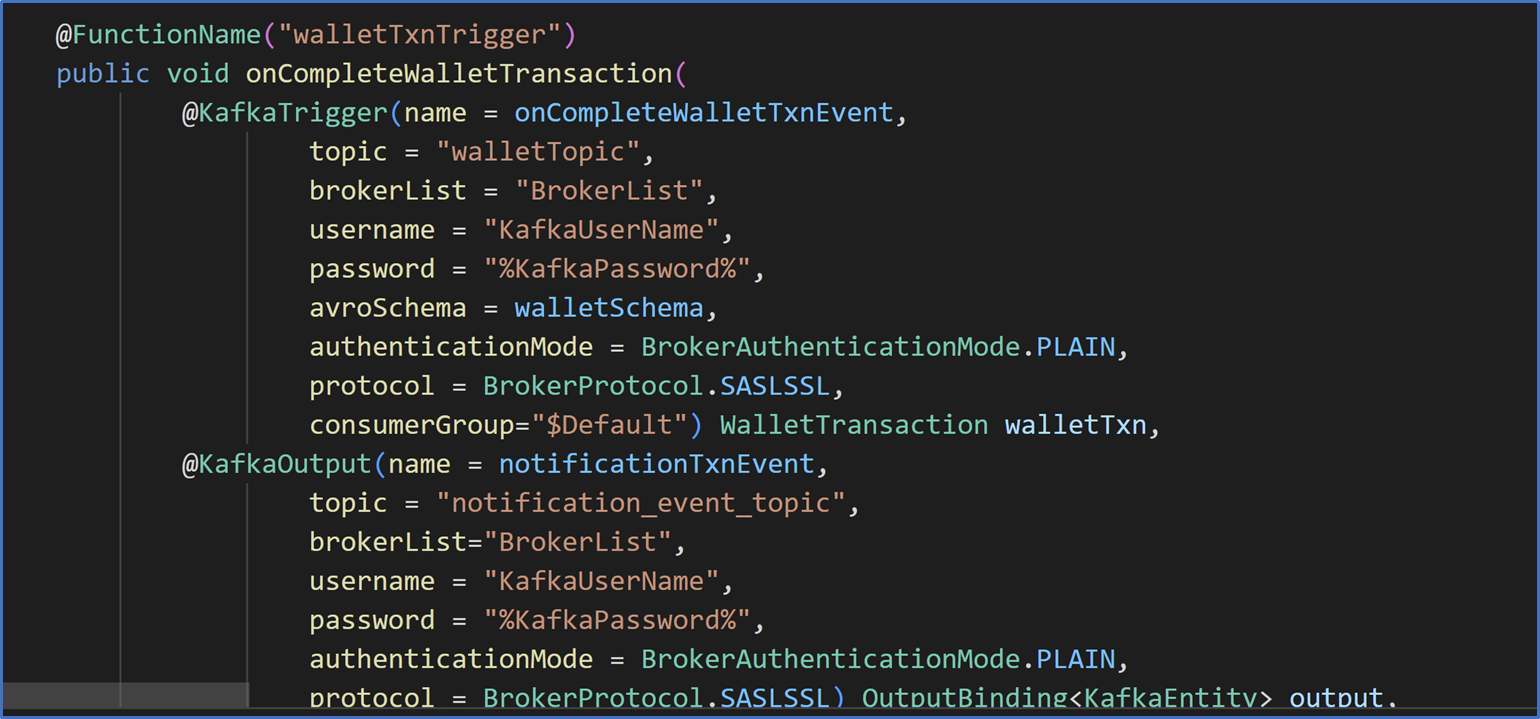 @FunctionName("walletTxnTrigger")
public void onCompleteWalletTransaction(
@KafkaTrigger(name = onCompleteWalletTxnEvent,
topic = "walletTopic",
brokerList = "BrokerList",
username = "KafkaUserName",
password = "%KafkaPassword%",
avroSchema = walletSchema,
authenticationMode = BrokerAuthenticationMode.PLAIN,
protocol = BrokerProtocol.SASLSSL,
consumerGroup="$Default") WalletTransaction walletTxn,
@KafkaOutput(name = notificationTxnEvent,
topic = "notification_event_topic",
brokerList="BrokerList",
username = "KafkaUserName",
password = "%KafkaPassword%",
authenticationMode = BrokerAuthenticationMode.PLAIN,
protocol = BrokerProtocol.SASLSSL) OutputBinding<KafkaEntity> output,